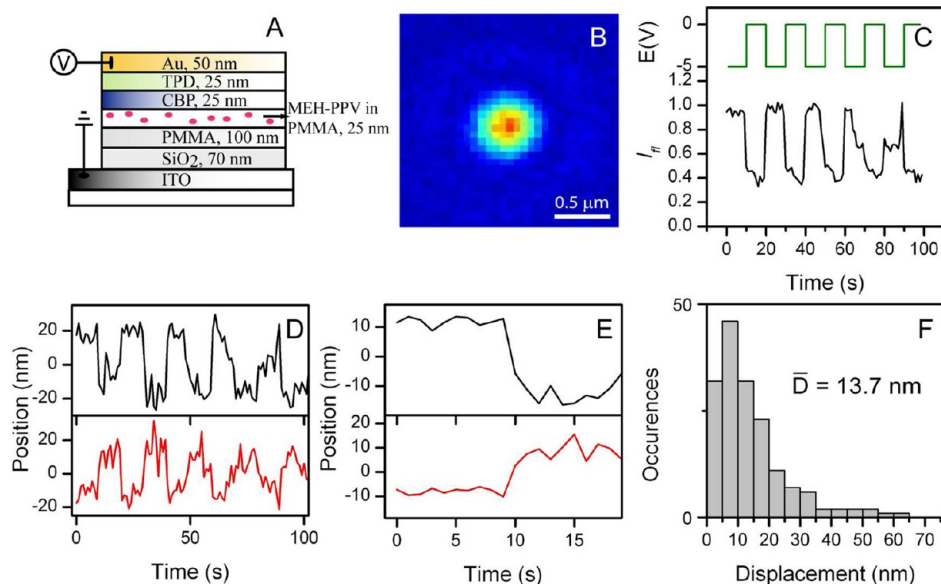 A
V
Au, 50 nm
TPD, 25 nm
CBP, 25 nm
MEH-PPV in
PMMA, 25 nm
PMMA, 100 nm
SiO₂, 70 nm
ITO
B
0.5 μm
C
E(V)
0
-5
1.2
1.0
0.8
0.6
0.4
0.2
0.0
I_fl
0 20 40 60 80 100
Time (s)
D
Position (nm)
20
0
-20
20
0
-20
0 50 100
Time (s)
E
Position (nm)
10
0
-10
20
10
0
-10
0 5 10 15
Time (s)
F
Occurences
50
0
D̅ = 13.7 nm
0 10 20 30 40 50 60 70
Displacement (nm)